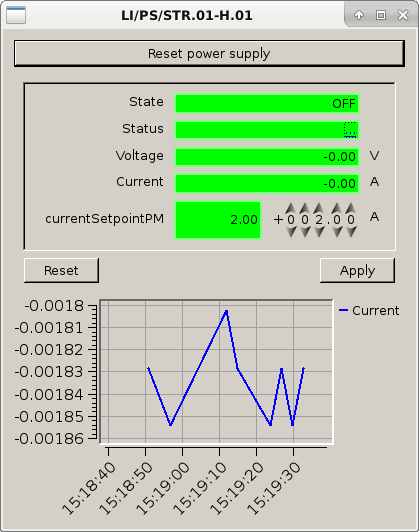 LI/PS/STR.01-H.01
Reset power supply
State OFF
Status ...
Voltage -0.00 V
Current -0.00 A
currentSetpointPM 2.00 +002.00 A
Reset Apply
-0.0018
-0.00181
-0.00182
-0.00183
-0.00184
-0.00185
-0.00186
Current
15:18:40 15:18:50 15:19:00 15:19:10 15:19:20 15:19:30